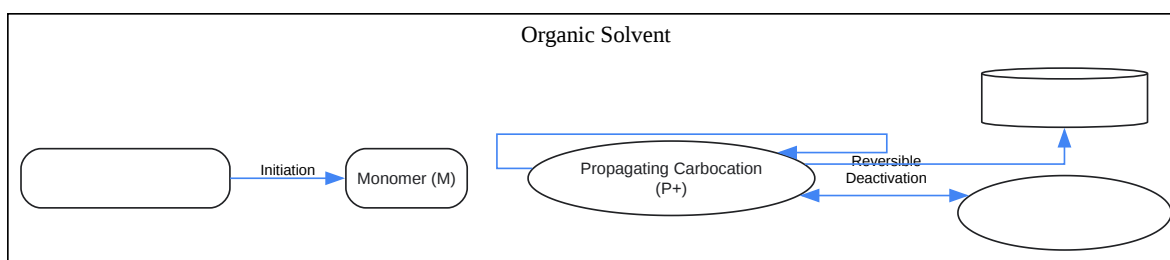 Organic Solvent
Initiation
Monomer (M)
Propagating Carbocation
(P+)
Reversible
Deactivation